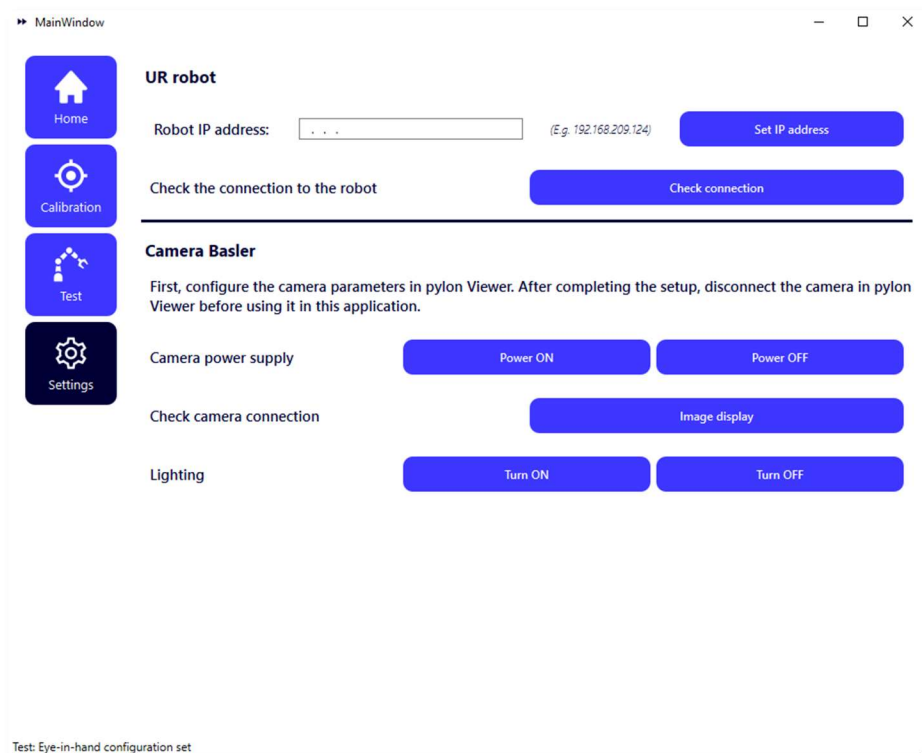 MainWindow
Home
Calibration
Test
Settings
UR robot
Robot IP address: . . . (E.g. 192.168.209.124) Set IP address
Check the connection to the robot Check connection
Camera Basler
First, configure the camera parameters in pylon Viewer. After completing the setup, disconnect the camera in pylon
Viewer before using it in this application.
Camera power supply Power ON Power OFF
Check camera connection Image display
Lighting Turn ON Turn OFF
Test: Eye-in-hand configuration set